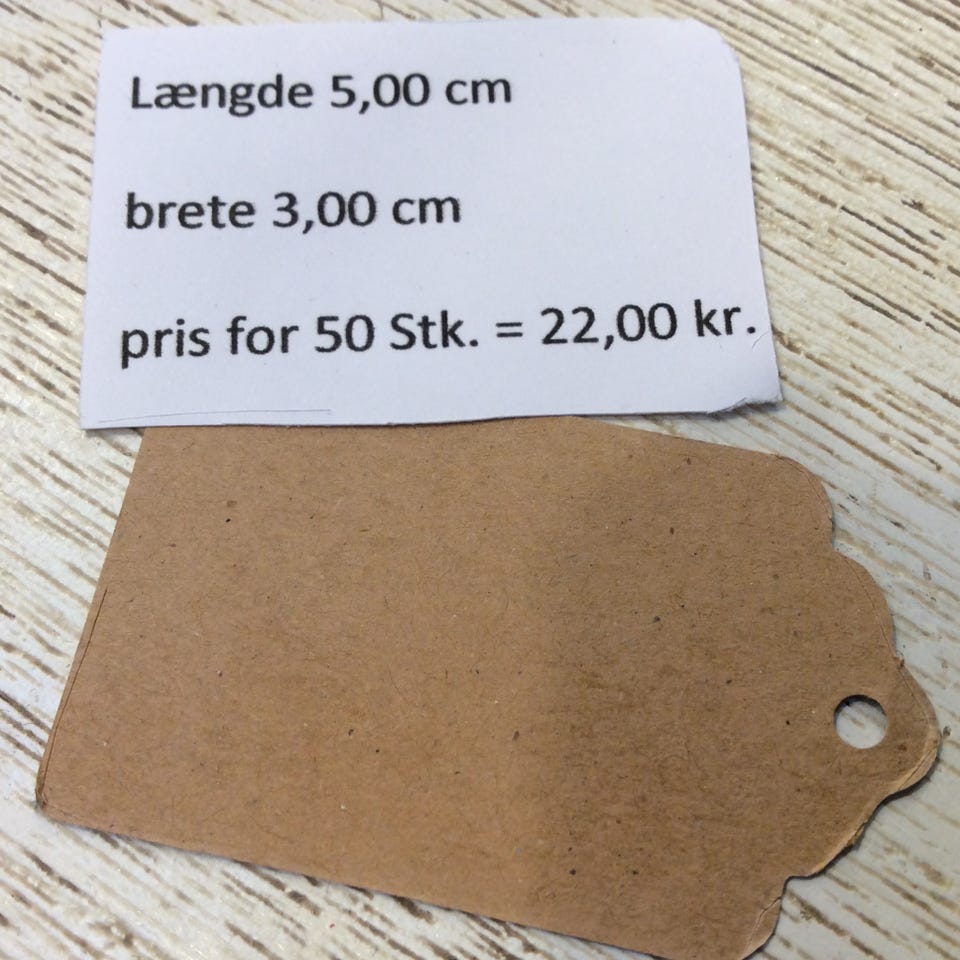 Længde 5,00 cm
brete 3,00 cm
pris for 50 Stk. = 22,00 kr.